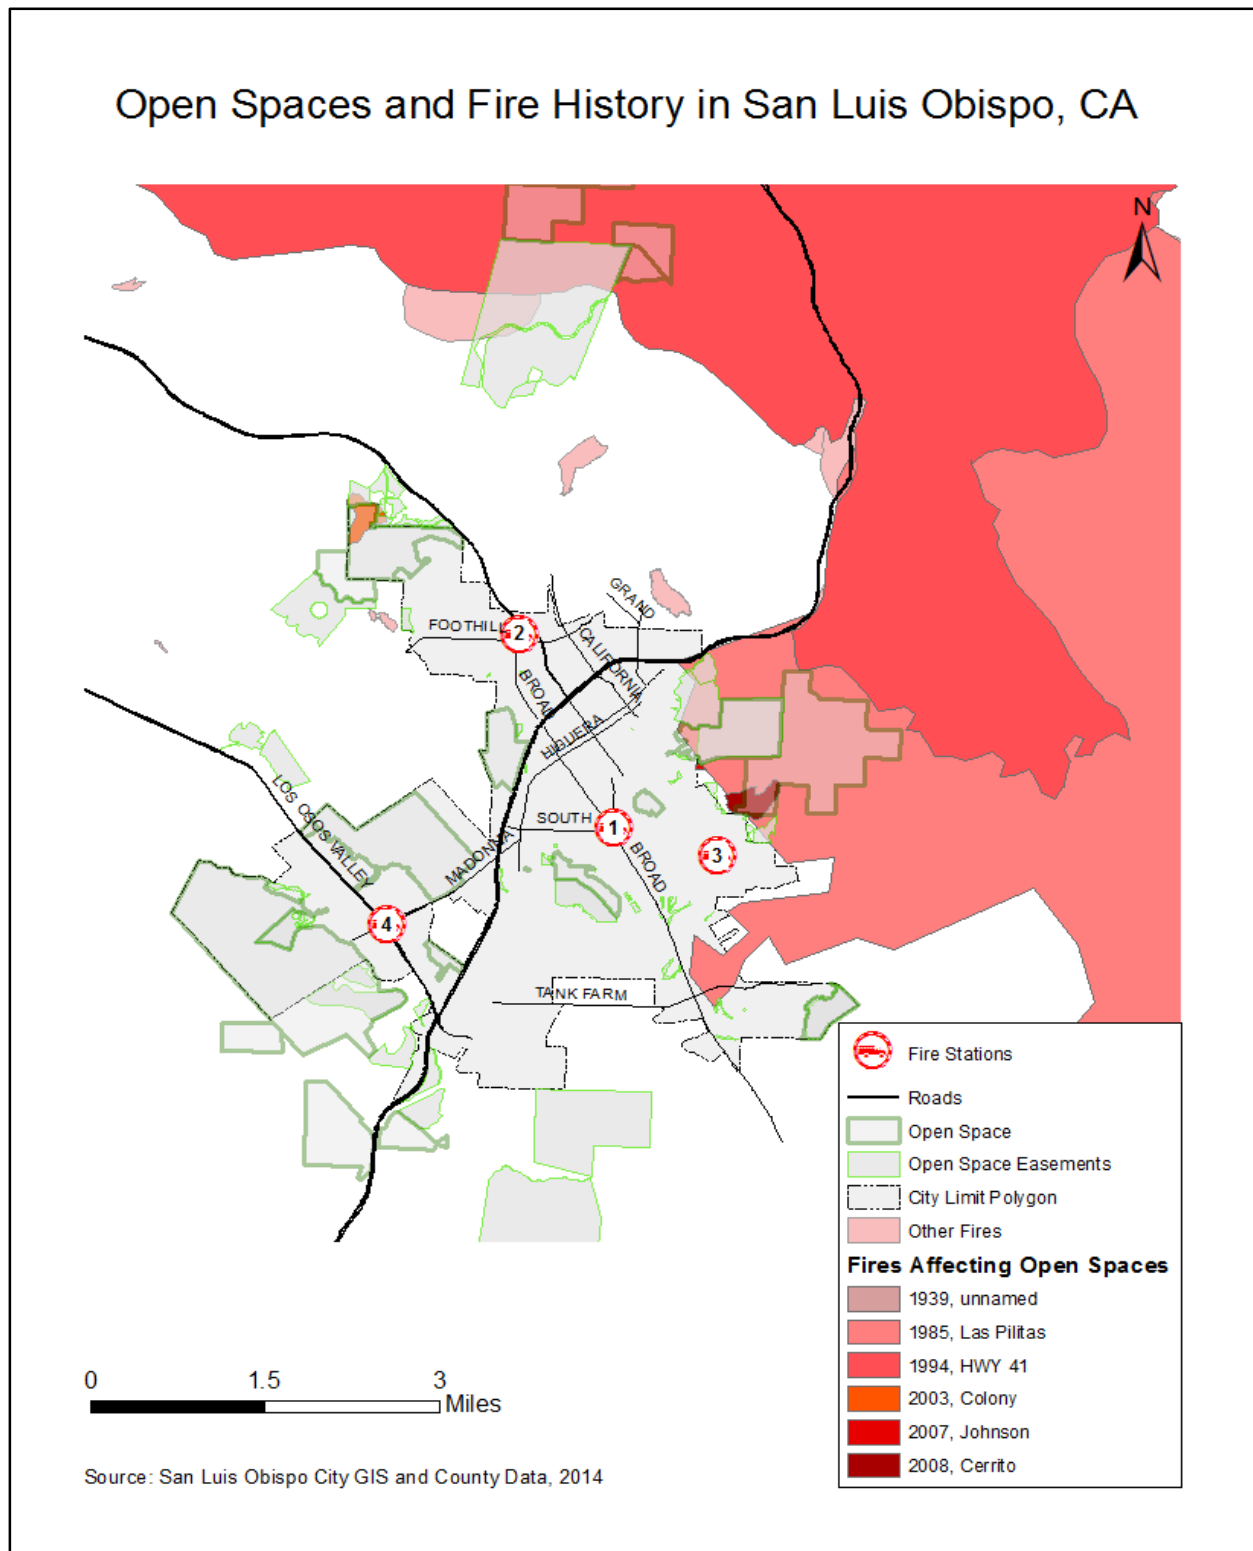 Open Spaces and Fire History in San Luis Obispo, CA
N
GRAND
FOOTHILL
2
CALIFORNIA
BROAD
HIGUERA
LOS OSOS VALLEY
SOUTH
1
MADONNA
BROAD
3
4
TANK FARM
Fire Stations
Roads
Open Space
Open Space Easements
City Limit Polygon
Other Fires
Fires Affecting Open Spaces
1939, unnamed
1985, Las Pilitas
1994, HWY 41
2003, Colony
2007, Johnson
2008, Cerrito
0 1.5 3
Miles
Source: San Luis Obispo City GIS and County Data, 2014